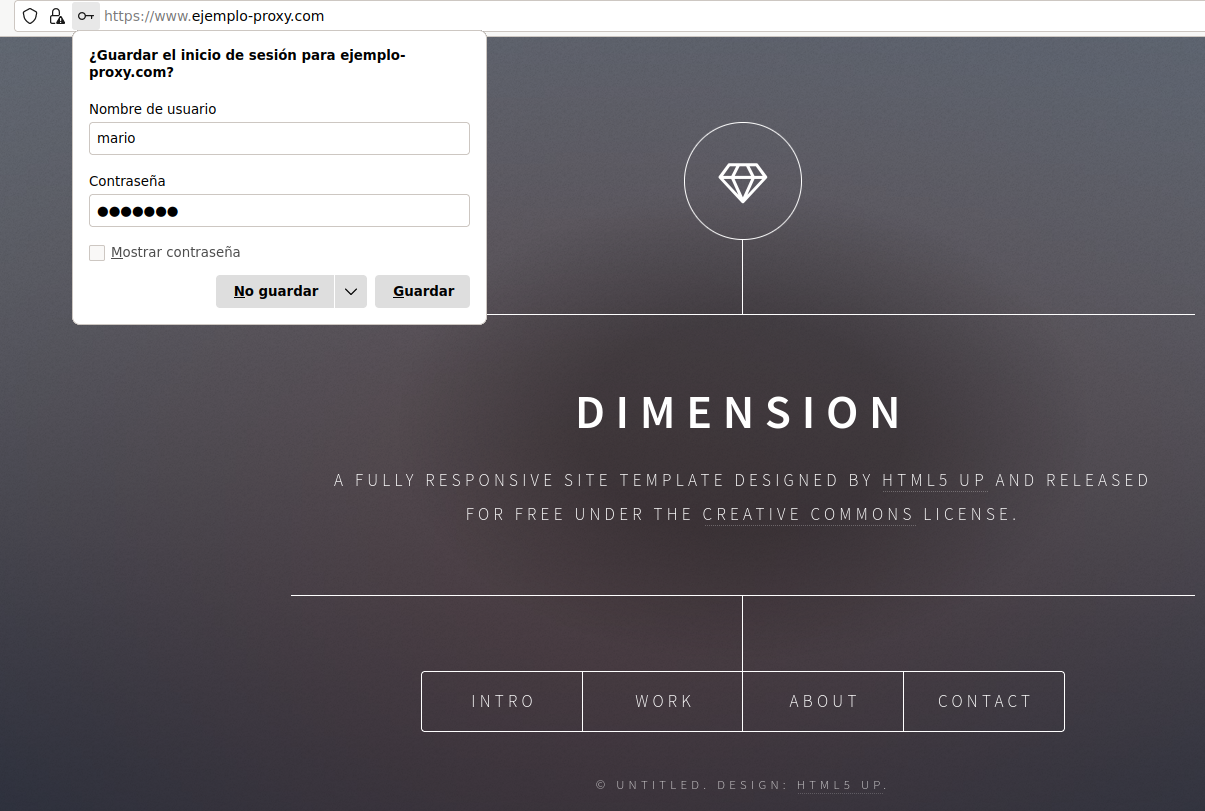 https://www.ejemplo-proxy.com
¿Guardar el inicio de sesión para ejemplo-
proxy.com?
Nombre de usuario
mario
Contraseña
●●●●●●●
Mostrar contraseña
No guardar
Guardar
DIMENSION
A FULLY RESPONSIVE SITE TEMPLATE DESIGNED BY HTML5 UP AND RELEASED
FOR FREE UNDER THE CREATIVE COMMONS LICENSE.
INTRO WORK ABOUT CONTACT
© UNTITLED. DESIGN: HTML5 UP.